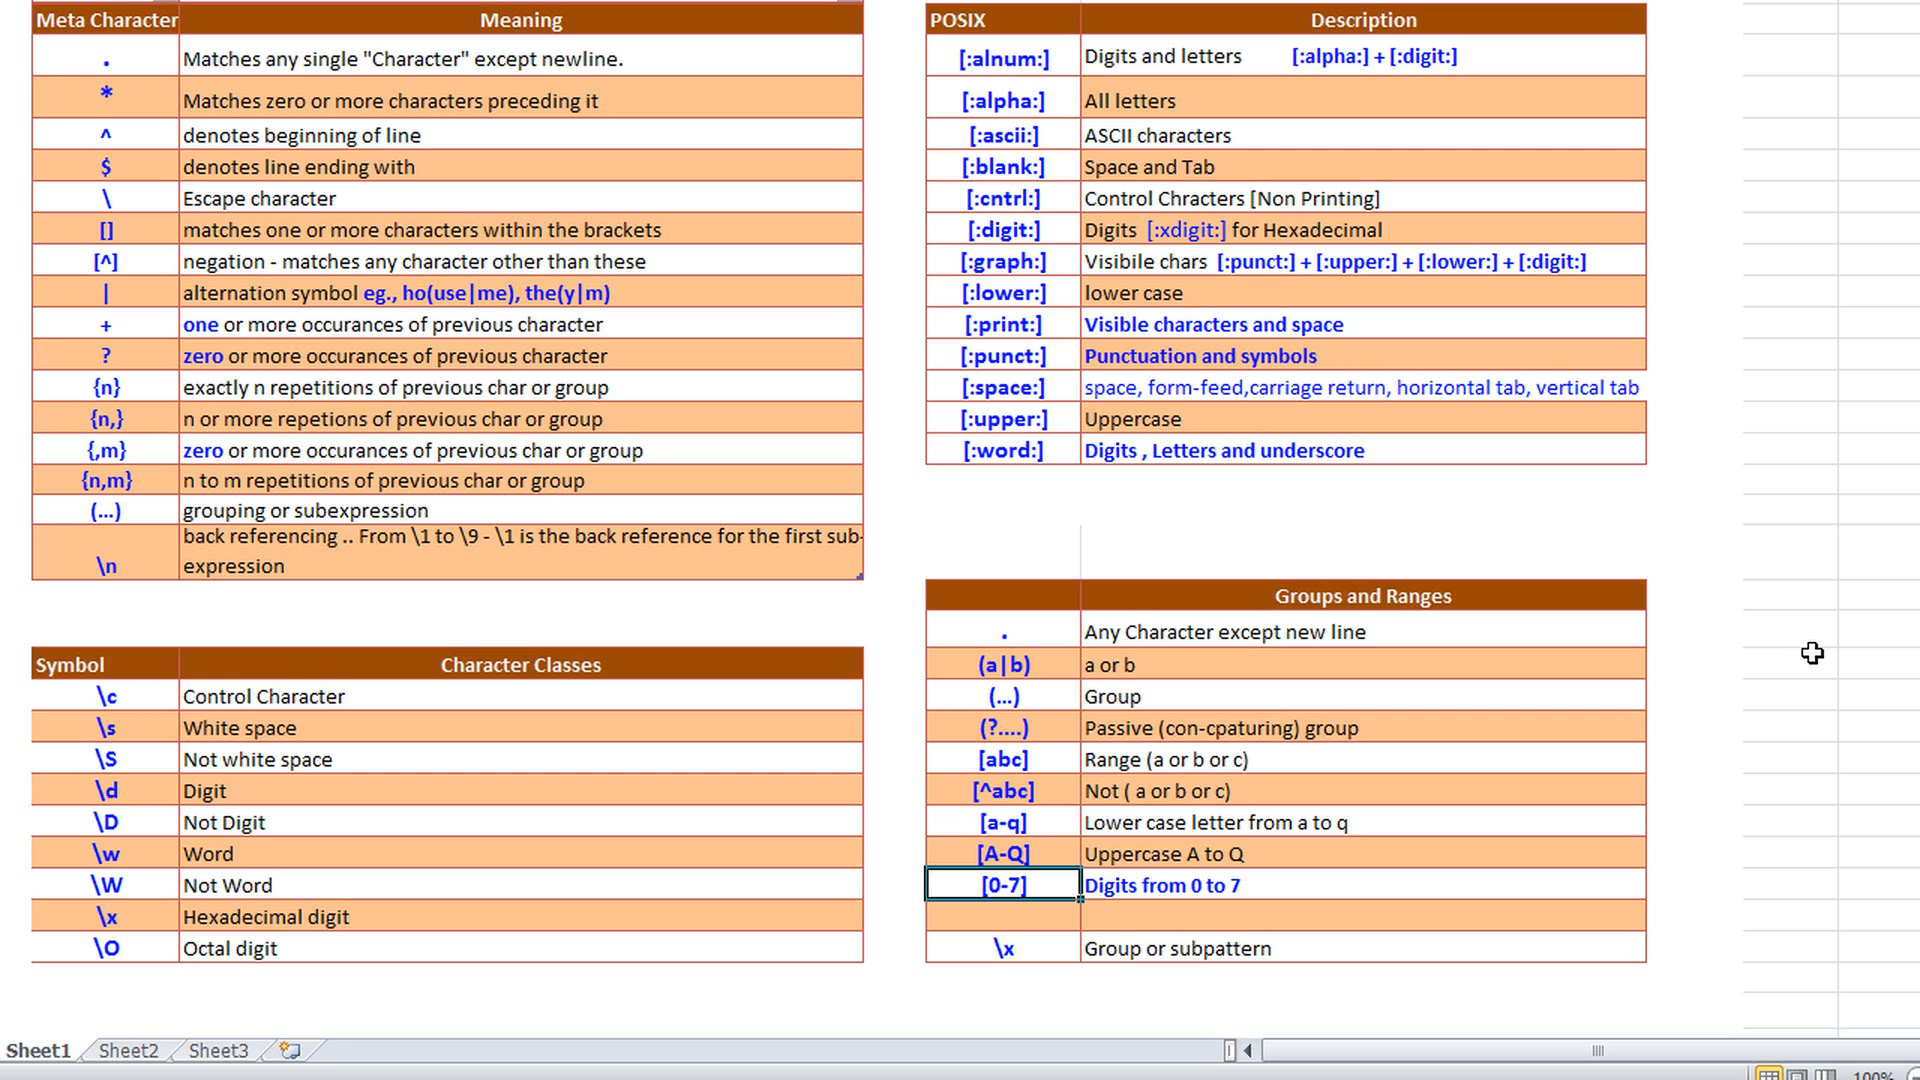 Meta Character Meaning
. Matches any single "Character" except newline.
* Matches zero or more characters preceding it
^ denotes beginning of line
$ denotes line ending with
\ Escape character
[] matches one or more characters within the brackets
[^] negation - matches any character other than these
| alternation symbol eg., ho(use|me), the(y|m)
+ one or more occurances of previous character
? zero or more occurances of previous character
{n} exactly n repetitions of previous char or group
{n,} n or more repetions of previous char or group
{,m} zero or more occurances of previous char or group
{n,m} n to m repetitions of previous char or group
(...) grouping or subexpression
back referencing .. From \1 to \9 - \1 is the back reference for the first sub-
\n expression
POSIX Description
[:alnum:] Digits and letters [:alpha:] + [:digit:]
[:alpha:] All letters
[:ascii:] ASCII characters
[:blank:] Space and Tab
[:cntrl:] Control Chracters [Non Printing]
[:digit:] Digits [:xdigit:] for Hexadecimal
[:graph:] Visibile chars [:punct:] + [:upper:] + [:lower:] + [:digit:]
[:lower:] lower case
[:print:] Visible characters and space
[:punct:] Punctuation and symbols
[:space:] space, form-feed,carriage return, horizontal tab, vertical tab
[:upper:] Uppercase
[:word:] Digits , Letters and underscore
Symbol Character Classes
\c Control Character
\s White space
\S Not white space
\d Digit
\D Not Digit
\w Word
\W Not Word
\x Hexadecimal digit
\O Octal digit
Groups and Ranges
. Any Character except new line
(a|b) a or b
(...) Group
(?....) Passive (con-cpaturing) group
[abc] Range (a or b or c)
[^abc] Not ( a or b or c)
[a-q] Lower case letter from a to q
[A-Q] Uppercase A to Q
[0-7] Digits from 0 to 7
\x Group or subpattern
Sheet1 Sheet2 Sheet3
100%